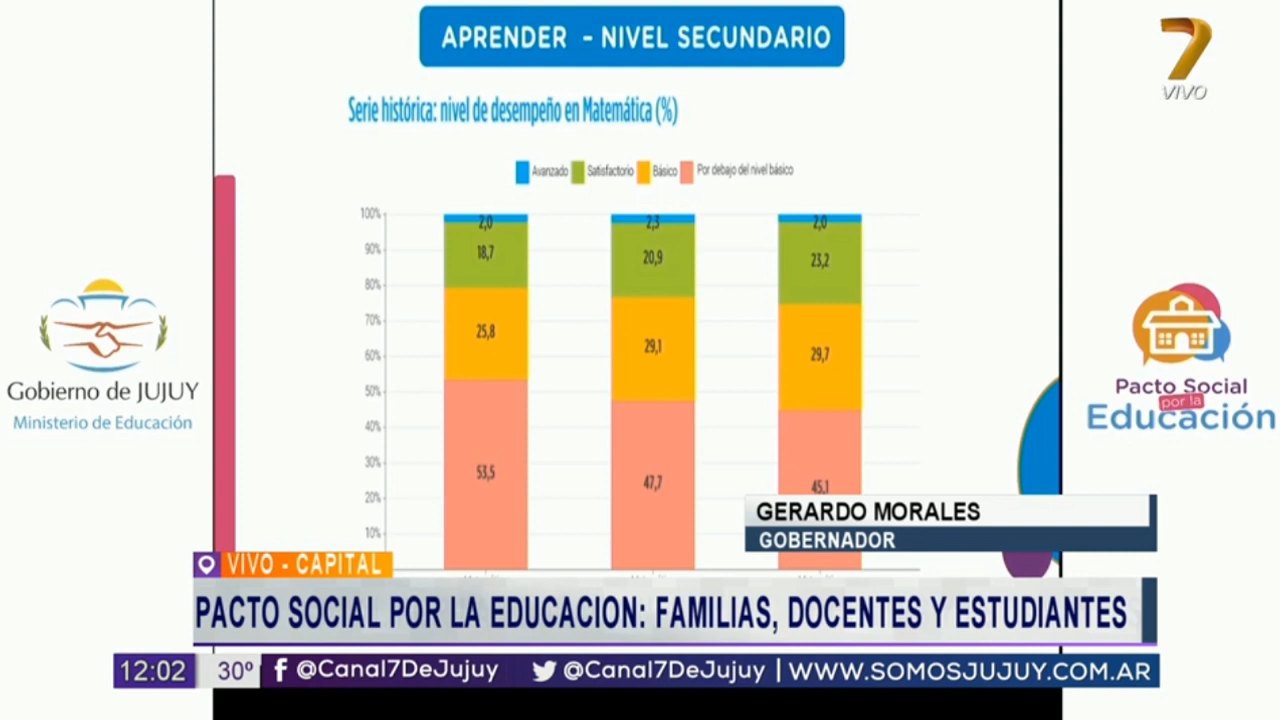 APRENDER - NIVEL SECUNDARIO
7
VIVO
Serie histórica: nivel de desempeño en Matemática (%)
Avanzado Satisfactorio Básico Por debajo del nivel básico
100%
90%
80%
70%
60%
50%
40%
30%
20%
10%
2,0
18,7
25,8
53,5
2,3
20,9
29,1
47,7
2,0
23,2
29,7
45,1
Gobierno de JUJUY
Ministerio de Educación
Pacto Social
por la
Educación
GERARDO MORALES
GOBERNADOR
VIVO - CAPITAL
PACTO SOCIAL POR LA EDUCACION: FAMILIAS, DOCENTES Y ESTUDIANTES
12:02 30º @Canal7DeJujuy @Canal7DeJujuy | WWW.SOMOSJUJUY.COM.AR